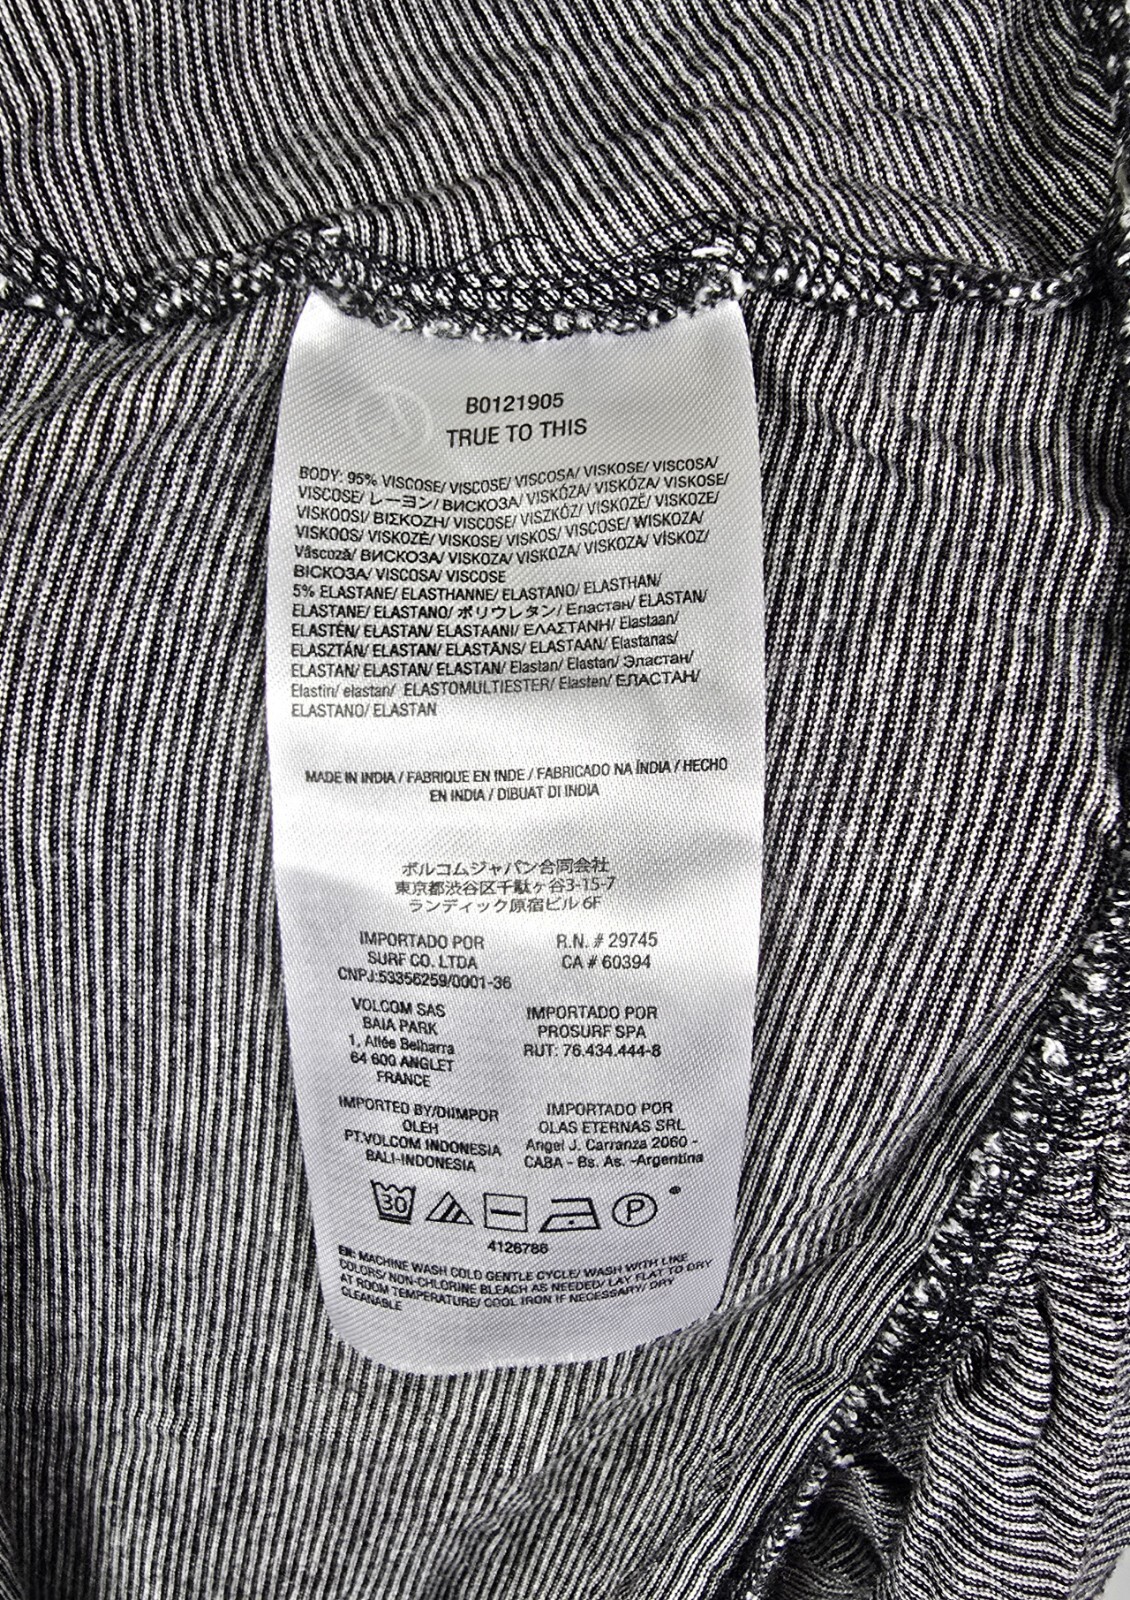 B0121905
TRUE TO THIS
BODY: 95% VISCOSE/ VISCOSE/ VISCOSA/ VISKOSE/ VISCOSA/
VISCOSE/ レーヨン/ ВИСКОЗА/ VISKÓZA/ VISKÓZA/ VISKOSE/
VISKOOSI/ ΒΙΣΚΟΖΗ/ VISCOSE/ VISZKÓZ/ VISKOZĖ/ VISKOZE/
VISKOOS/ VISKOZĖ/ VISKOSE/ VISKOS/ VISCOSE/ WISKOZA/
Vâscoză/ ВИСКОЗА/ VISKOZA/ VISKOZA/ VISKOZA/ VİSKOZ/
ВІСКОЗА/ VISCOSA/ VISCOSE
5% ELASTANE/ ELASTHANNE/ ELASTANO/ ELASTHAN/
ELASTANE/ ELASTANO/ ポリウレタン/ Еластан/ ELASTAN/
ELASTÉN/ ELASTAN/ ELASTAANI/ ΕΛΑΣΤΑΝΗ/ Elastaan/
ELASZTÁN/ ELASTAN/ ELASTĀNS/ ELASTAAN/ Elastanas/
ELASTAN/ ELASTAN/ ELASTAN/ Elastan/ Elastan/ Эластан/
Elastin/ elastan/ ELASTOMULTIESTER/ Elasten/ ЕЛАСТАН/
ELASTANO/ ELASTAN
MADE IN INDIA / FABRIQUE EN INDE / FABRICADO NA ÍNDIA / HECHO
EN INDIA / DIBUAT DI INDIA
ボルコムジャパン合同会社
東京都渋谷区千駄ヶ谷3-15-7
ランディック原宿ビル 6F
IMPORTADO POR
SURF CO. LTDA
CNPJ:53356259/0001-36
R.N. # 29745
CA # 60394
VOLCOM SAS
BAIA PARK
1, Allée Belharra
64 600 ANGLET
FRANCE
IMPORTADO POR
PROSURF SPA
RUT: 76.434.444-8
IMPORTED BY/DIIMPOR
OLEH
PT.VOLCOM INDONESIA
BALI-INDONESIA
IMPORTADO POR
OLAS ETERNAS SRL
Angel J. Carranza 2060 -
CABA - Bs. As. -Argentina
30 P
4126786
EN: MACHINE WASH COLD GENTLE CYCLE/ WASH WITH LIKE
COLORS/ NON-CHLORINE BLEACH AS NEEDED/ LAY FLAT TO DRY
AT ROOM TEMPERATURE/ COOL IRON IF NECESSARY/ DRY
CLEANABLE